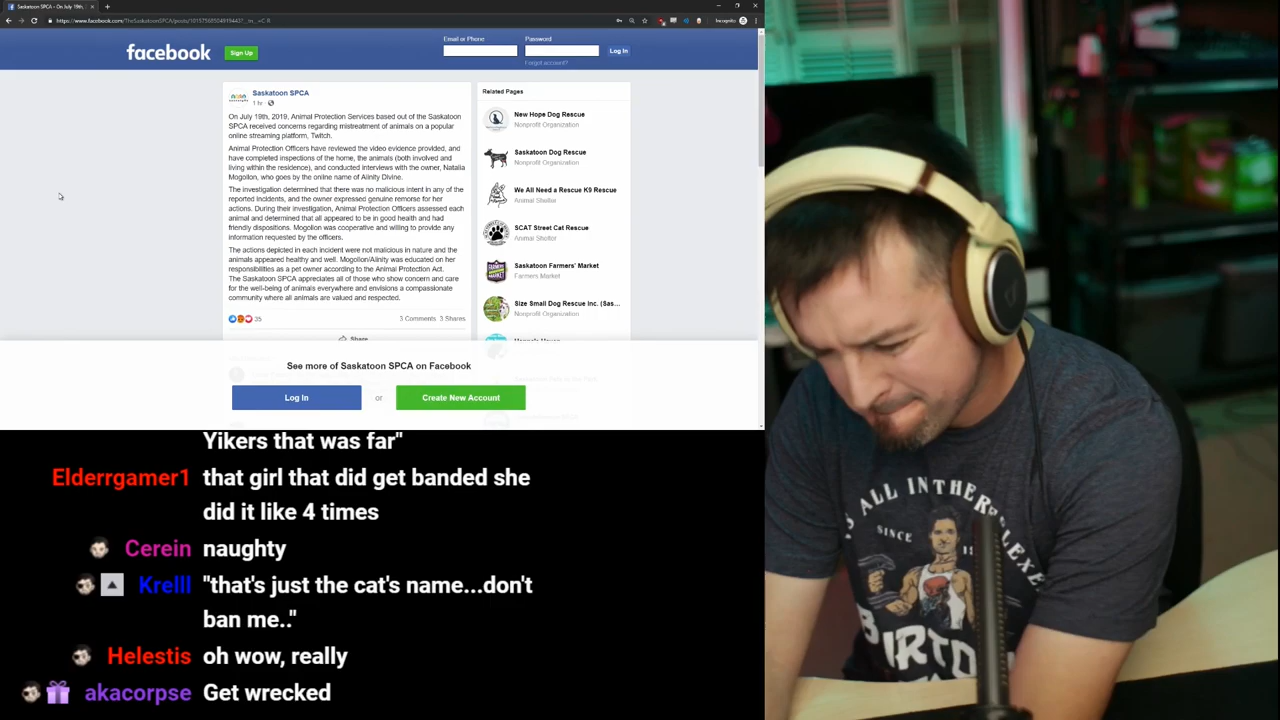 Saskatoon SPCA - On July 19th,
Incognito
facebook
Sign Up
Email or Phone
Password
Log In
Forgot account?
Saskatoon SPCA
1 hr
On July 19th, 2019, Animal Protection Services based out of the Saskatoon
SPCA received concerns regarding mistreatment of animals on a popular
online streaming platform, Twitch.
Animal Protection Officers have reviewed the video evidence provided, and
have completed inspections of the home, the animals (both involved and
living within the residence), and conducted interviews with the owner, Natalia
Mogollon, who goes by the online name of Alinity Divine.
The investigation determined that there was no malicious intent in any of the
reported incidents, and the owner expressed genuine remorse for her
actions. During their investigation, Animal Protection Officers assessed each
animal and determined that all appeared to be in good health and had
friendly dispositions. Mogollon was cooperative and willing to provide any
information requested by the officers.
The actions depicted in each incident were not malicious in nature and the
animals appeared healthy and well. Mogollon/Alinity was educated on her
responsibilities as a pet owner according to the Animal Protection Act.
The Saskatoon SPCA appreciates all of those who show concern and care
for the well-being of animals everywhere and envisions a compassionate
community where all animals are valued and respected.
35
3 Comments 3 Shares
Share
Related Pages
New Hope Dog Rescue
Nonprofit Organization
Saskatoon Dog Rescue
Nonprofit Organization
We All Need a Rescue K9 Rescue
Animal Shelter
SCAT Street Cat Rescue
Animal Shelter
Saskatoon Farmers' Market
Farmers Market
Size Small Dog Rescue Inc. (Sas...
Nonprofit Organization
See more of Saskatoon SPCA on Facebook
Log In
or
Create New Account
Yikers that was far"
Elderrgamer1 that girl that did get banded she
did it like 4 times
Cerein naughty
Krelll "that's just the cat's name...don't
ban me.."
Helestis oh wow, really
akacorpse Get wrecked
ALL IN THE
SINCE